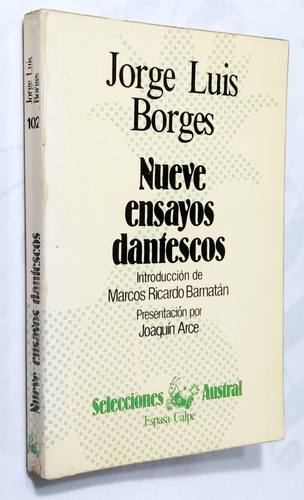 Jorge Luis
Borges
Nueve
ensayos
dantescos
Introducción de
Marcos Ricardo Barnatán
Presentación por
Joaquín Arce
Selecciones Austral
Espasa Calpe
Jorge Luis
Borges
102
Nueve ensayos dantescos